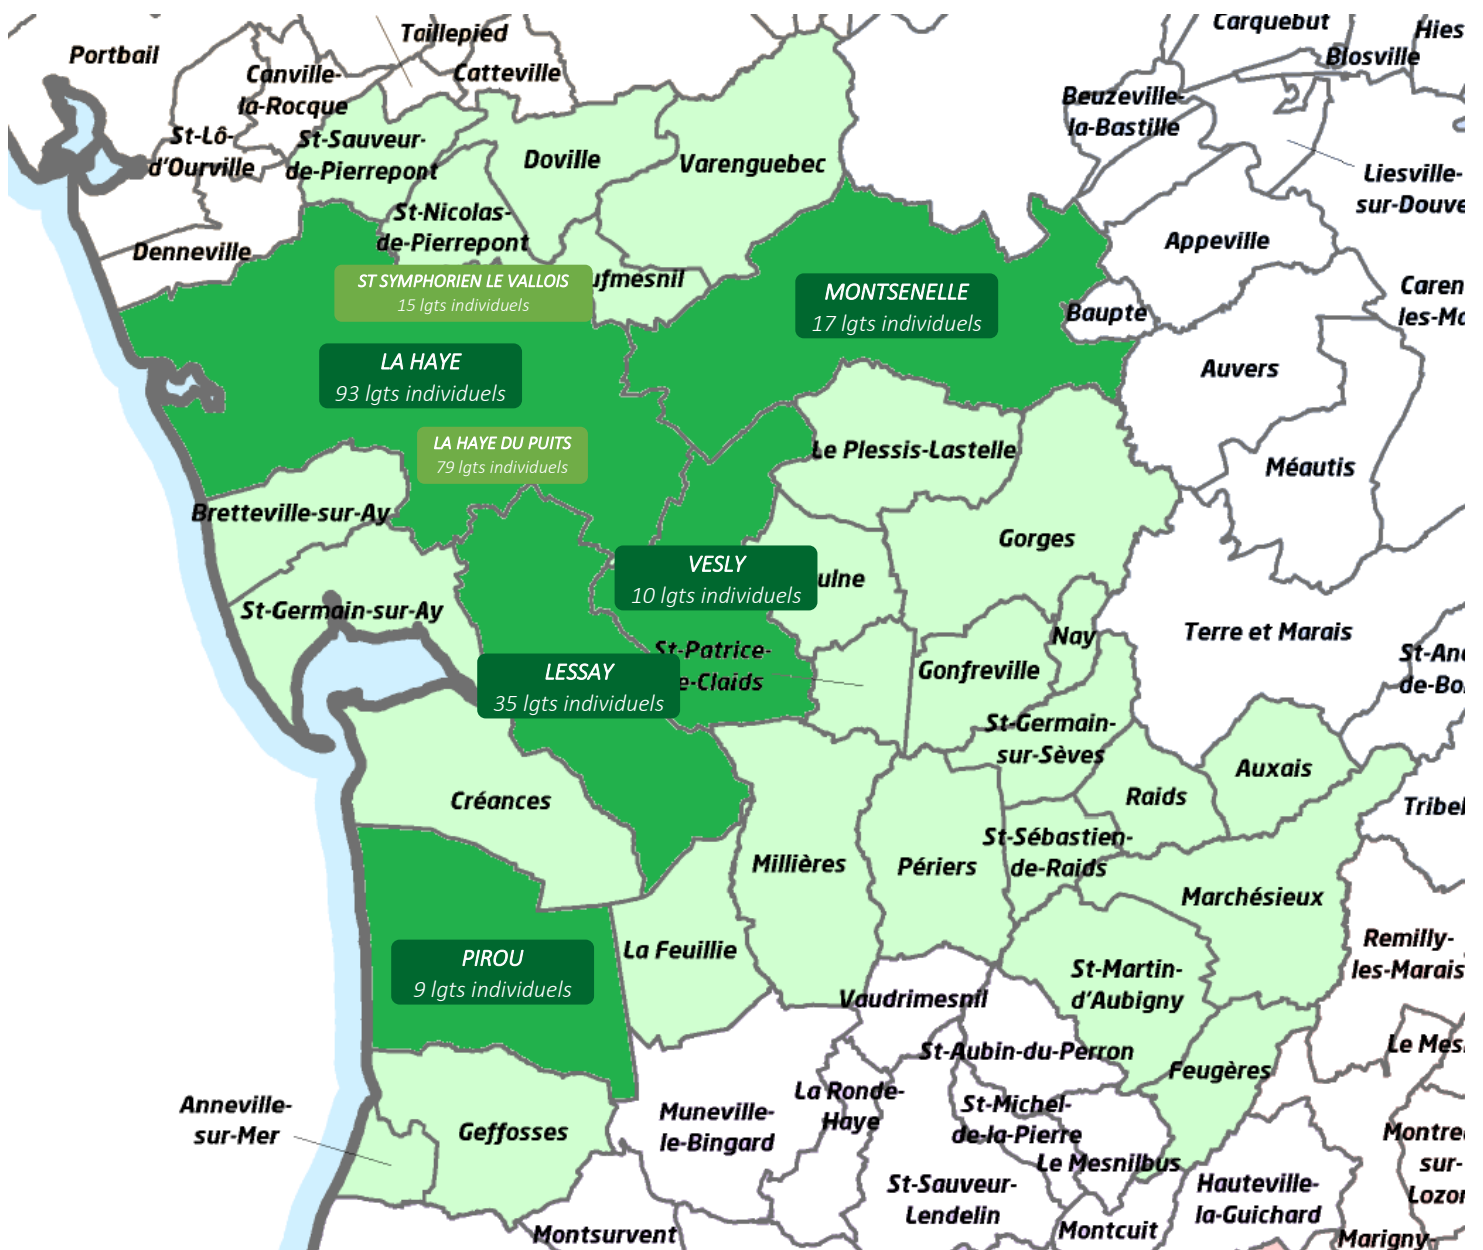 Taillepied
Carquebut
Hies
Portbail
Blosville
Canville-
la-Rocque
Catteville
Beuzeville-
la-Bastille
St-Lô-
d'Ourville
St-Sauveur-
de-Pierrepont
Doville
Varenguebec
Liesville-
sur-Douve
St-Nicolas-
de-Pierrepont
Denneville
Appeville
ufmesnil
ST SYMPHORIEN LE VALLOIS
15 lgts individuels
MONTSENELLE
17 lgts individuels
Baupte
Caren
les-Ma
LA HAYE
93 lgts individuels
Auvers
LA HAYE DU PUITS
79 lgts individuels
Le Plessis-Lastelle
Méautis
Bretteville-sur-Ay
Gorges
VESLY
10 lgts individuels
ulne
St-Germain-sur-Ay
Nay
Terre et Marais
St-Patrice-
e-Claids
Gonfreville
St-And
de-Bo
LESSAY
35 lgts individuels
St-Germain-
sur-Sèves
Auxais
Créances
Raids
Tribe
St-Sébastien-
de-Raids
Millières
Périers
Marchésieux
La Feuillie
Remilly-
les-Marais
PIROU
9 lgts individuels
St-Martin-
d'Aubigny
Vaudrimesnil
St-Aubin-du-Perron
Le Mes
Feugères
La Ronde-
Haye
Anneville-
sur-Mer
Geffosses
Muneville-
le-Bingard
St-Michel-
de-la-Pierre
Montre
sur-
Lozo
Le Mesnilbus
St-Sauveur-
Lendelin
Hauteville-
la-Guichard
Montsurvent
Montcuit
Marigny-